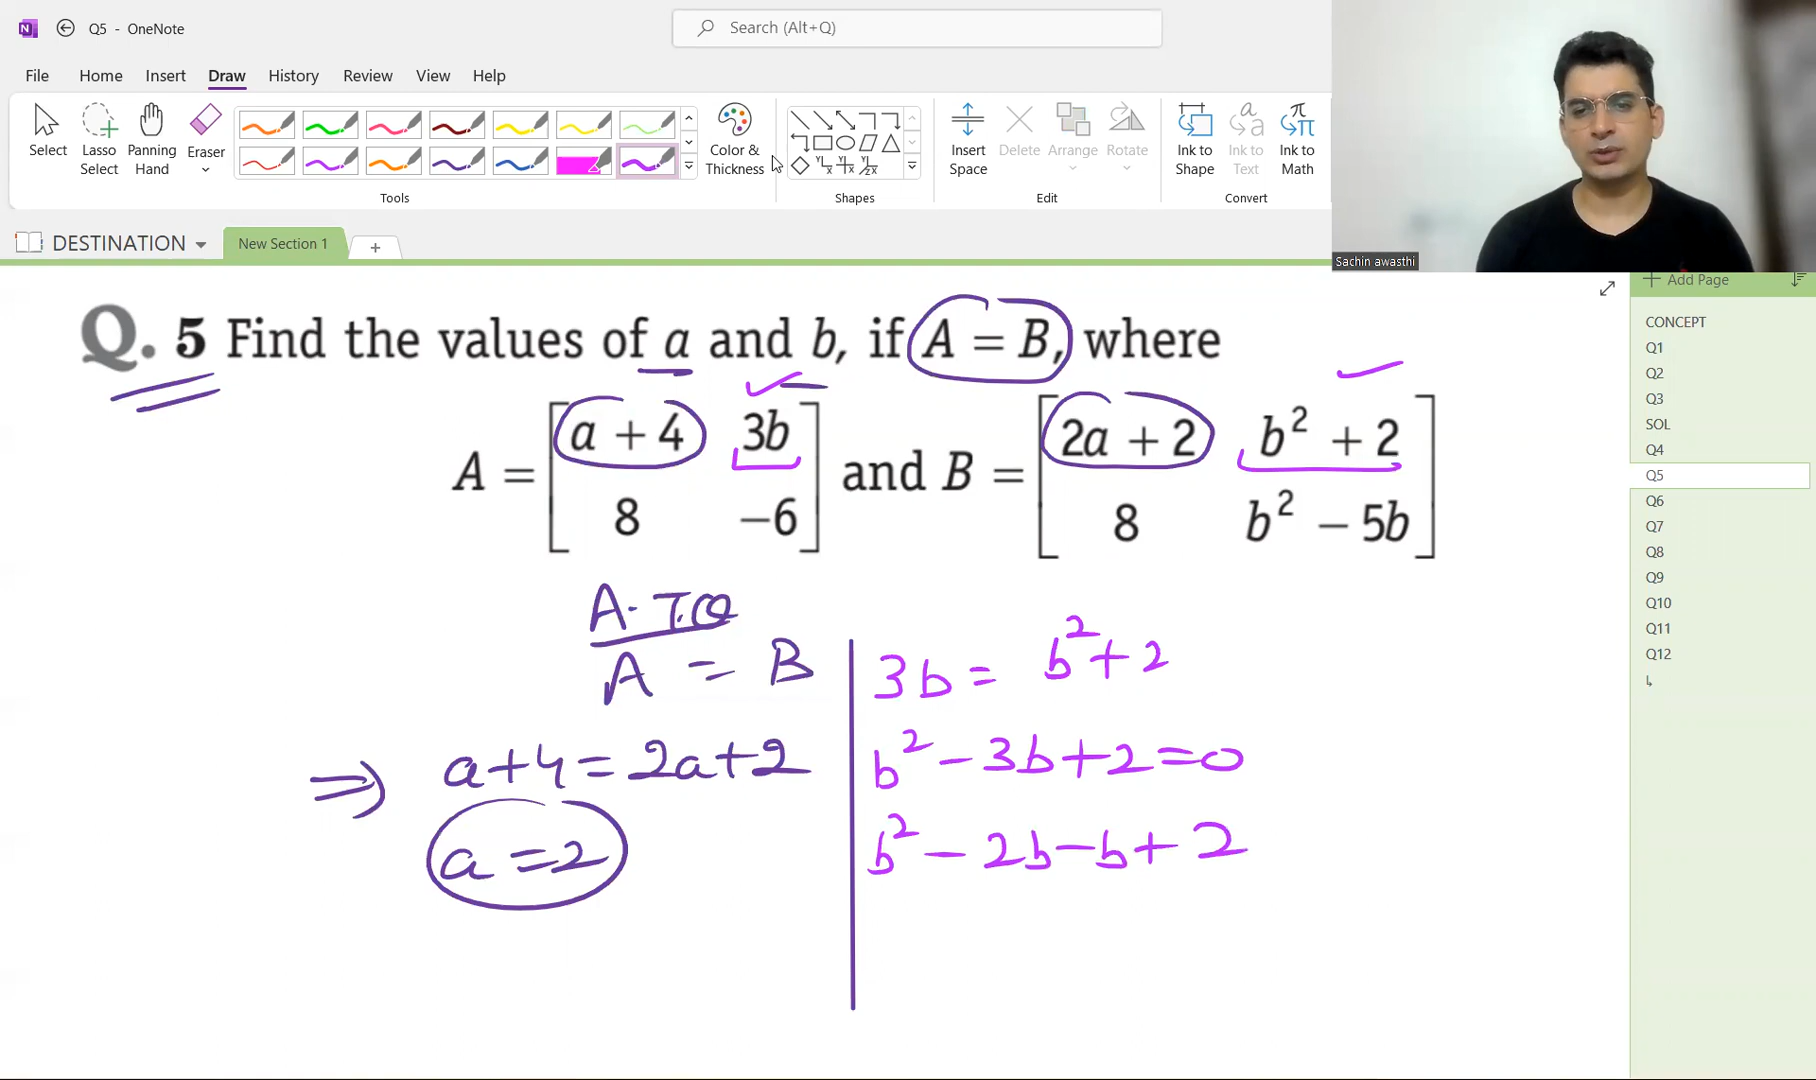 Q5 - OneNote
Search (Alt+Q)
File Home Insert Draw History Review View Help
Select
Lasso Select
Panning Hand
Eraser
Color & Thickness
Insert Space
Delete
Arrange
Rotate
Ink to Shape
Ink to Text
Ink to Math
Tools
Shapes
Edit
Convert
Sachin awasthi
DESTINATION
New Section 1
Add Page
CONCEPT
Q1
Q2
Q3
SOL
Q4
Q5
Q6
Q7
Q8
Q9
Q10
Q11
Q12
Q. 5 Find the values of a and b, if A = B, where
A = [a + 4 3b
8 −6] and B = [2a + 2 b² + 2
8 b² − 5b]
A.T.Q
A = B
⇒ a+4=2a+2
a=2
3b = b²+2
b²−3b+2=0
b²−2b−b+2